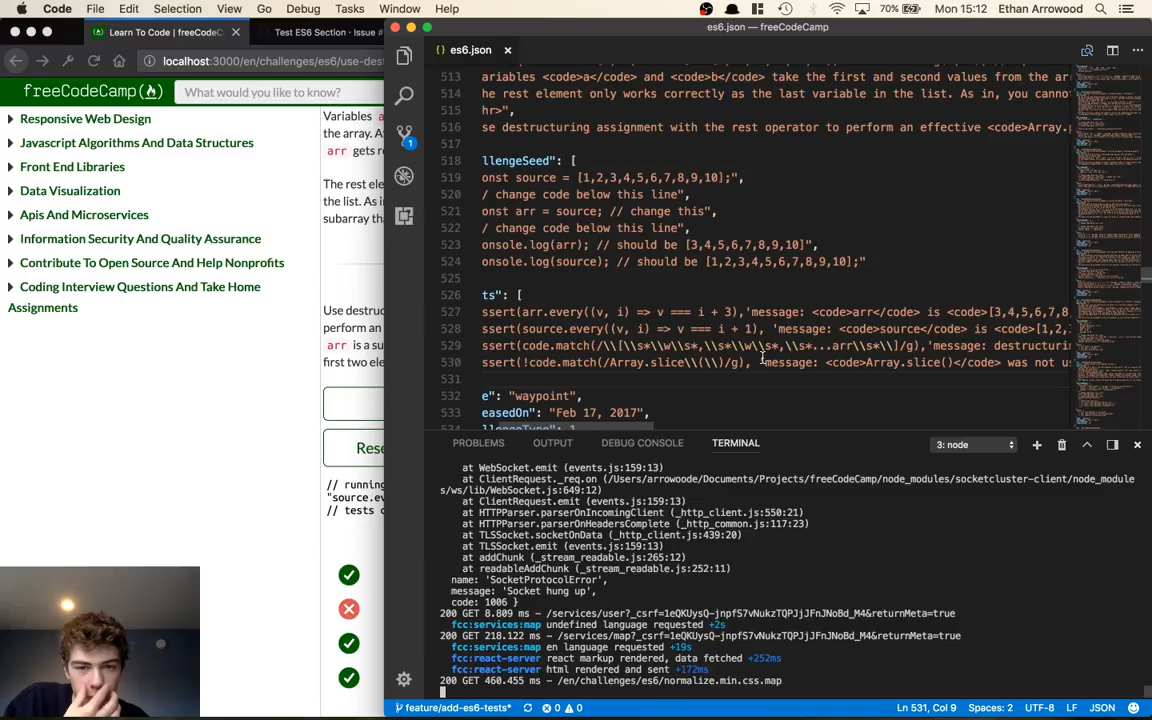 Code File Edit Selection View Go Debug Tasks Window Help 70% Mon 15:12 Ethan Arrowood
Learn To Code | freeCodeC
Test ES6 Section - Issue #
localhost:3000/en/challenges/es6/use-des
freeCodeCamp
What would you like to know?
Responsive Web Design
Javascript Algorithms And Data Structures
Front End Libraries
Data Visualization
Apis And Microservices
Information Security And Quality Assurance
Contribute To Open Source And Help Nonprofits
Coding Interview Questions And Take Home
Assignments
Variables
the array. A
arr gets re
The rest ele
the list. As i
subarray tha
Use destruc
perform an
arr is a su
first two ele
Rese
// running
"source.ev
// tests c
es6.json — freeCodeCamp
{} es6.json
513 ariables <code>a</code> and <code>b</code> take the first and second values from the arr
514 he rest element only works correctly as the last variable in the list. As in, you cannot
515 hr>",
516 se destructuring assignment with the rest operator to perform an effective <code>Array.p
517
518 llengeSeed": [
519 onst source = [1,2,3,4,5,6,7,8,9,10];",
520 / change code below this line",
521 onst arr = source; // change this",
522 / change code below this line",
523 onsole.log(arr); // should be [3,4,5,6,7,8,9,10]",
524 onsole.log(source); // should be [1,2,3,4,5,6,7,8,9,10];"
525
526 ts": [
527 ssert(arr.every((v, i) => v === i + 3),'message: <code>arr</code> is <code>[3,4,5,6,7,8
528 ssert(source.every((v, i) => v === i + 1), 'message: <code>source</code> is <code>[1,2,
529 ssert(code.match(/\\[\\s*\\w\\s*,\\s*\\w\\s*,\\s*...arr\\s*\\]/g),'message: destructurin
530 ssert(!code.match(/Array.slice\\(\\)/g), 'message: <code>Array.slice()</code> was not us
531
532 e": "waypoint",
533 easedOn": "Feb 17, 2017",
534 llengeType": 1
PROBLEMS OUTPUT DEBUG CONSOLE TERMINAL 3: node
at WebSocket.emit (events.js:159:13)
at ClientRequest._req.on (/Users/arrowoode/Documents/Projects/freeCodeCamp/node_modules/socketcluster-client/node_module
s/ws/lib/WebSocket.js:649:12)
at ClientRequest.emit (events.js:159:13)
at HTTPParser.parserOnIncomingClient (_http_client.js:550:21)
at HTTPParser.parserOnHeadersComplete (_http_common.js:117:23)
at TLSSocket.socketOnData (_http_client.js:439:20)
at TLSSocket.emit (events.js:159:13)
at addChunk (_stream_readable.js:265:12)
at readableAddChunk (_stream_readable.js:252:11)
name: 'SocketProtocolError',
message: 'Socket hung up',
code: 1006 }
200 GET 8.809 ms - /services/user?_csrf=1eQKUysQ-jnpfS7vNukzTQPJjJFnJNoBd_M4&returnMeta=true
fcc:services:map undefined language requested +2s
200 GET 218.122 ms - /services/map?_csrf=1eQKUysQ-jnpfS7vNukzTQPJjJFnJNoBd_M4&returnMeta=true
fcc:services:map en language requested +19s
fcc:react-server react markup rendered, data fetched +252ms
fcc:react-server html rendered and sent +172ms
200 GET 460.455 ms - /en/challenges/es6/normalize.min.css.map
feature/add-es6-tests* 0 0 Ln 531, Col 9 Spaces: 2 UTF-8 LF JSON